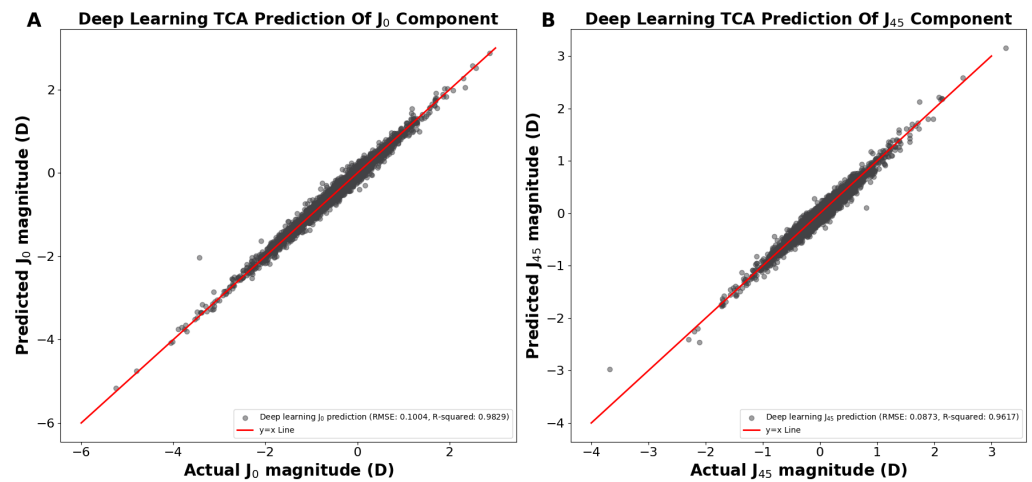 A
Deep Learning TCA Prediction Of J₀ Component
Predicted J₀ magnitude (D)
2
0
−2
−4
−6
−6 −4 −2 0 2
Actual J₀ magnitude (D)
Deep learning J₀ prediction (RMSE: 0.1004, R-squared: 0.9829)
y=x Line
B
Deep Learning TCA Prediction Of J₄₅ Component
Predicted J₄₅ magnitude (D)
3
2
1
0
−1
−2
−3
−4
−4 −3 −2 −1 0 1 2 3
Actual J₄₅ magnitude (D)
Deep learning J₄₅ prediction (RMSE: 0.0873, R-squared: 0.9617)
y=x Line